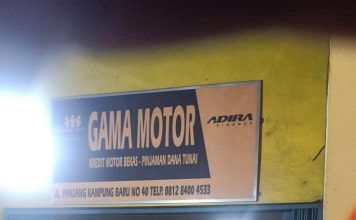 GAMA MOTOR
ADIRA
FINANCE
KREDIT MOTOR BEKAS - PINJAMAN DANA TUNAI
JL. PANJANG KAMPUNG BARU NO 40 TELP. 0812 8400 4533